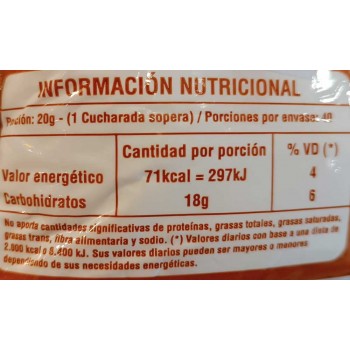 INFORMACIÓN NUTRICIONAL
Porción: 20g - (1 Cucharada sopera) / Porciones por envase: 40
Cantidad por porción % VD (*)
Valor energético 71kcal = 297kJ 4
Carbohidratos 18g 6
No aporta cantidades significativas de proteínas, grasas totales, grasas saturadas,
grasas trans, fibra alimentaria y sodio. (*) Valores diarios con base a una dieta de
2.000 kcal o 8.400 kJ. Sus valores diarios pueden ser mayores o menores
dependiendo de sus necesidades energéticas.